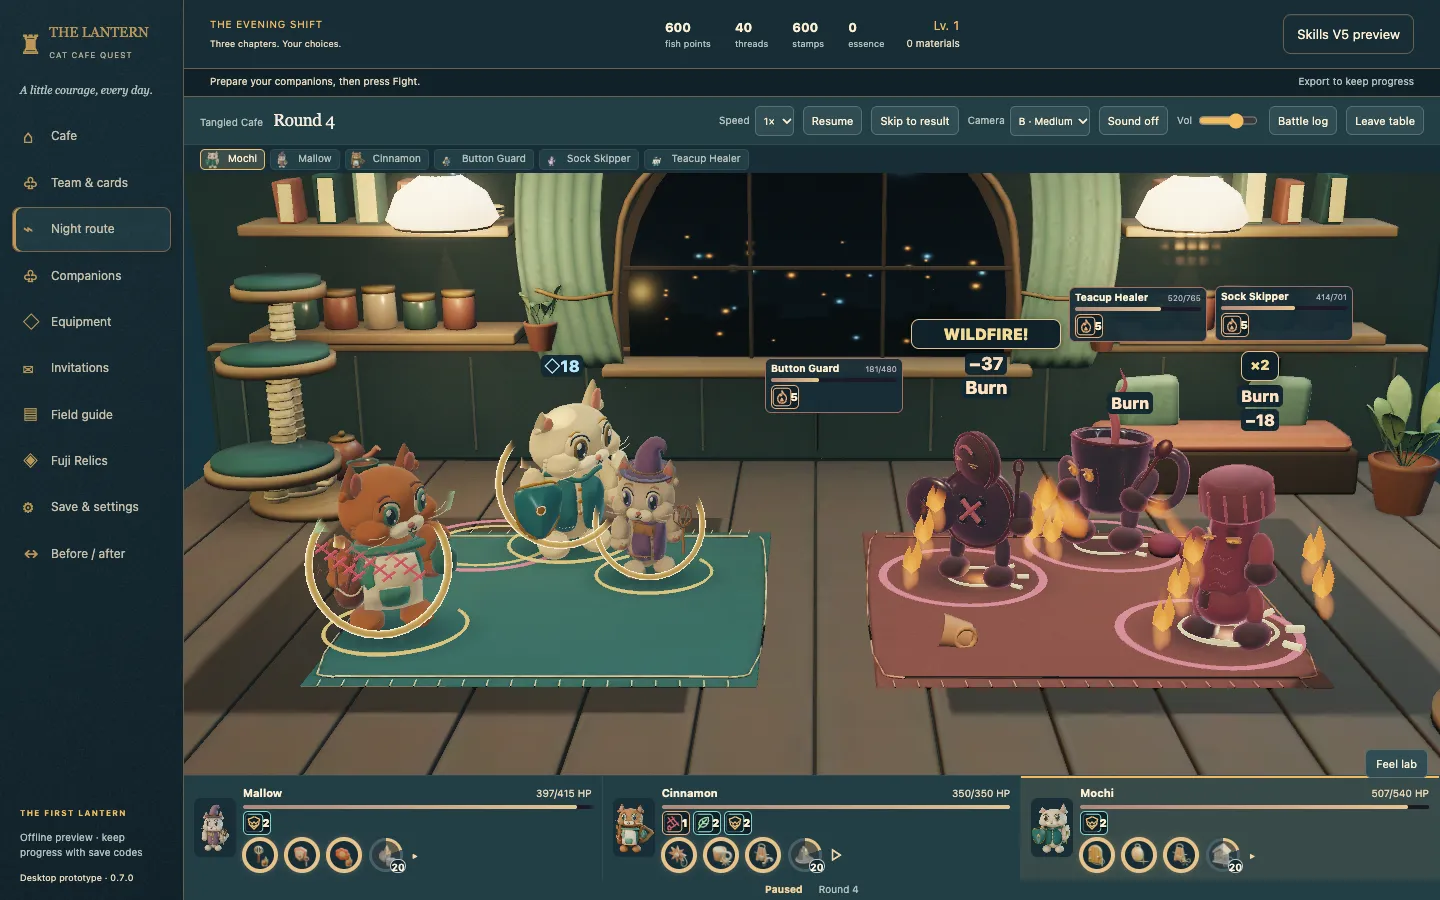 THE LANTERN
CAT CAFE QUEST
A little courage, every day.
Cafe
Team & cards
Night route
Companions
Equipment
Invitations
Field guide
Fuji Relics
Save & settings
Before / after
THE FIRST LANTERN
Offline preview · keep
progress with save codes
Desktop prototype · 0.7.0
THE EVENING SHIFT
Three chapters. Your choices.
600
fish points
40
threads
600
stamps
0
essence
Lv. 1
0 materials
Skills V5 preview
Prepare your companions, then press Fight.
Export to keep progress
Tangled Cafe Round 4
Speed 1x Resume Skip to result Camera B · Medium Sound off Vol Battle log Leave table
Mochi Mallow Cinnamon Button Guard Sock Skipper Teacup Healer
Teacup Healer 520/765
5
Sock Skipper 414/701
5
WILDFIRE!
18
Button Guard 181/480
5
−37
Burn
Burn
×2
Burn
−18
Feel lab
Mallow 397/415 HP
2
20
Cinnamon 350/350 HP
1 2 2
20
Mochi 507/540 HP
2
20
Paused Round 4